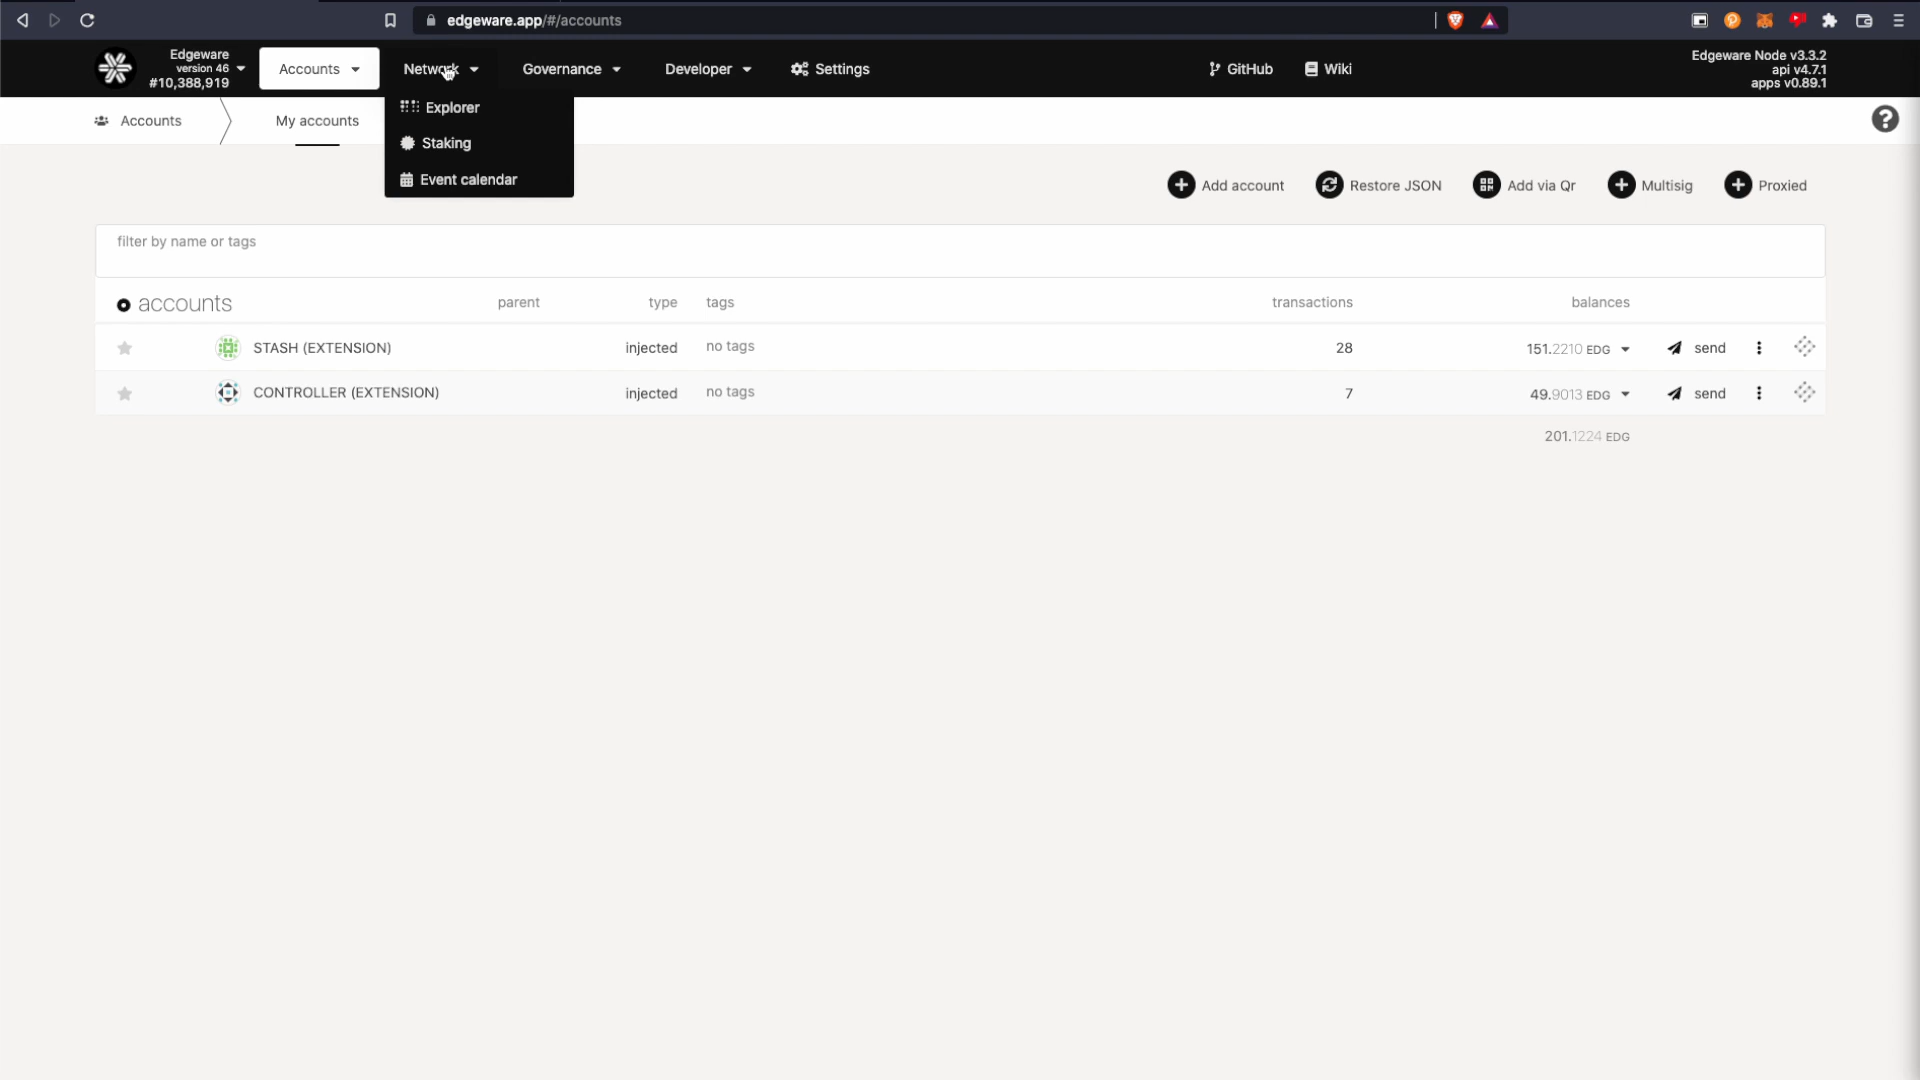 edgeware.app/#/accounts
Edgeware
version 46
#10,388,919
Accounts
Network
Governance
Developer
Settings
GitHub
Wiki
Edgeware Node v3.3.2
api v4.7.1
apps v0.89.1
Accounts
My accounts
Explorer
Staking
Event calendar
Add account
Restore JSON
Add via Qr
Multisig
Proxied
filter by name or tags
accounts parent type tags transactions balances
STASH (EXTENSION) injected no tags 28 151.2210 EDG send
CONTROLLER (EXTENSION) injected no tags 7 49.9013 EDG send
201.1224 EDG